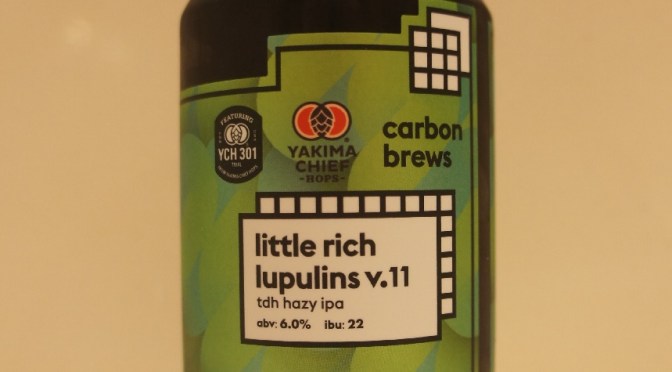 FEATURING
YCH 301
TRIAL
YAKIMA
CHIEF
-HOPS-
carbon
brews
little rich
lupulins v.11
tdh hazy ipa
abv: 6.0% ibu: 22